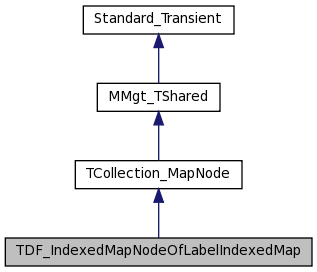 Standard_Transient
MMgt_TShared
TCollection_MapNode
TDF_IndexedMapNodeOfLabelIndexedMap